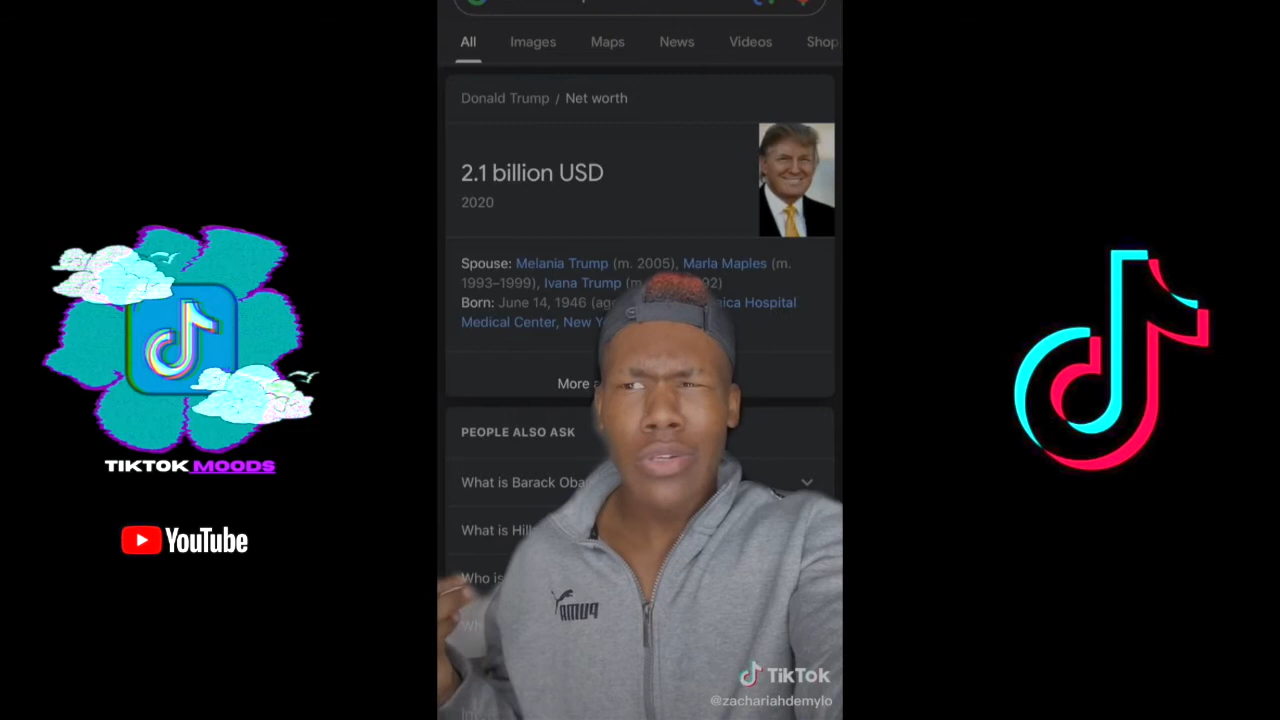 All Images Maps News Videos Shop
Donald Trump / Net worth
2.1 billion USD
2020
Spouse: Melania Trump (m. 2005), Marla Maples (m.
1993–1999), Ivana Trump
Born: June 14, 1946 Hospital
Medical Center, New
More
PEOPLE ALSO ASK
What is Barack
What is
Who is
PUMA
TIKTOK MOODS
YouTube
TikTok
@zachariahdemylo